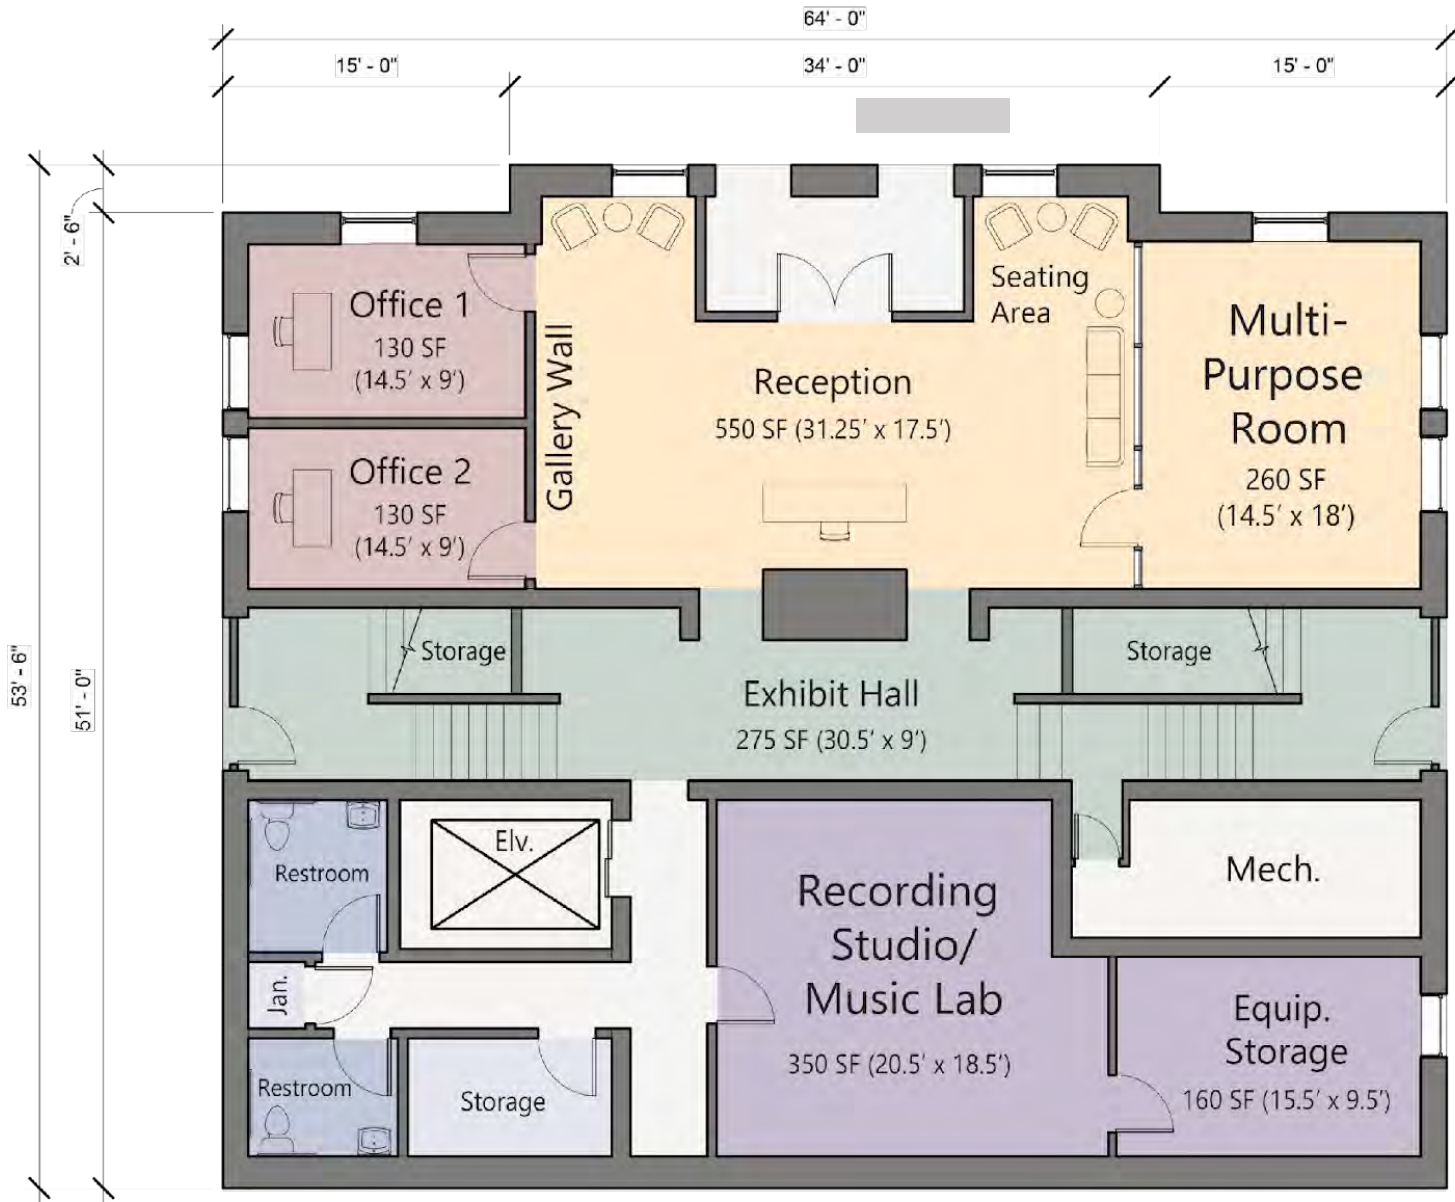 64' - 0"
15' - 0"
34' - 0"
15' - 0"
2' - 6"
53' - 6"
51' - 0"
Office 1
130 SF
(14.5' x 9')
Office 2
130 SF
(14.5' x 9')
Gallery Wall
Reception
550 SF (31.25' x 17.5')
Seating
Area
Multi-
Purpose
Room
260 SF
(14.5' x 18')
Storage
Exhibit Hall
275 SF (30.5' x 9')
Storage
Restroom
Elv.
Jan.
Restroom
Storage
Recording
Studio/
Music Lab
350 SF (20.5' x 18.5')
Mech.
Equip.
Storage
160 SF (15.5' x 9.5')